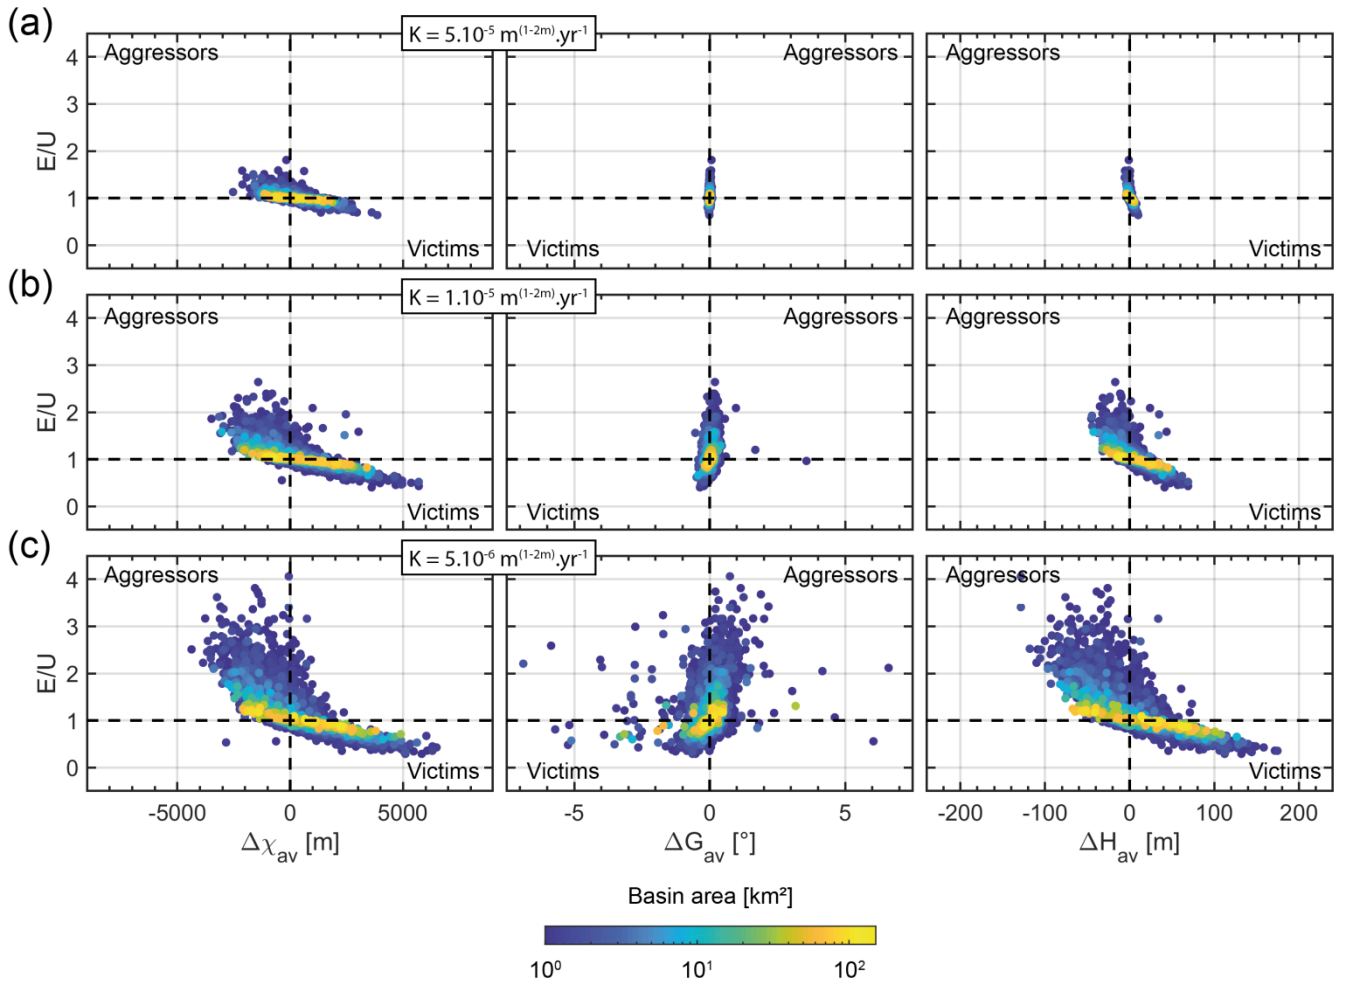 (a)
K = 5.10⁻⁵ m⁽¹⁻²ᵐ⁾.yr⁻¹
Aggressors
Aggressors
Aggressors
4
3
2
1
0
E/U
Victims
Victims
Victims
(b)
K = 1.10⁻⁵ m⁽¹⁻²ᵐ⁾.yr⁻¹
Aggressors
Aggressors
Aggressors
4
3
2
1
0
E/U
Victims
Victims
Victims
(c)
K = 5.10⁻⁶ m⁽¹⁻²ᵐ⁾.yr⁻¹
Aggressors
Aggressors
Aggressors
4
3
2
1
0
E/U
Victims
Victims
Victims
-5000 0 5000
-5 0 5
-200 -100 0 100 200
Δχav [m]
ΔGav [°]
ΔHav [m]
Basin area [km²]
10⁰ 10¹ 10²